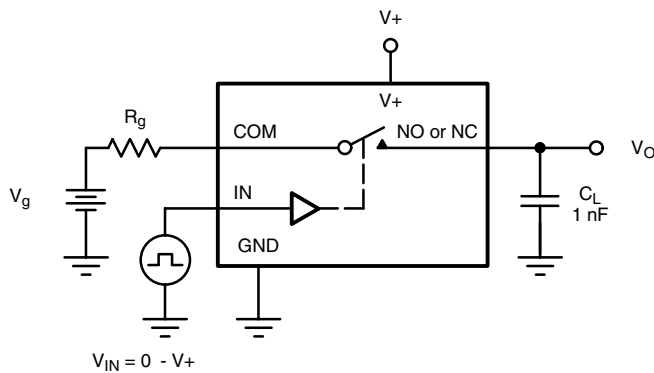 V+
V+
Rg
COM
NO or NC
VO
Vg
IN
CL
1 nF
GND
VIN = 0 - V+